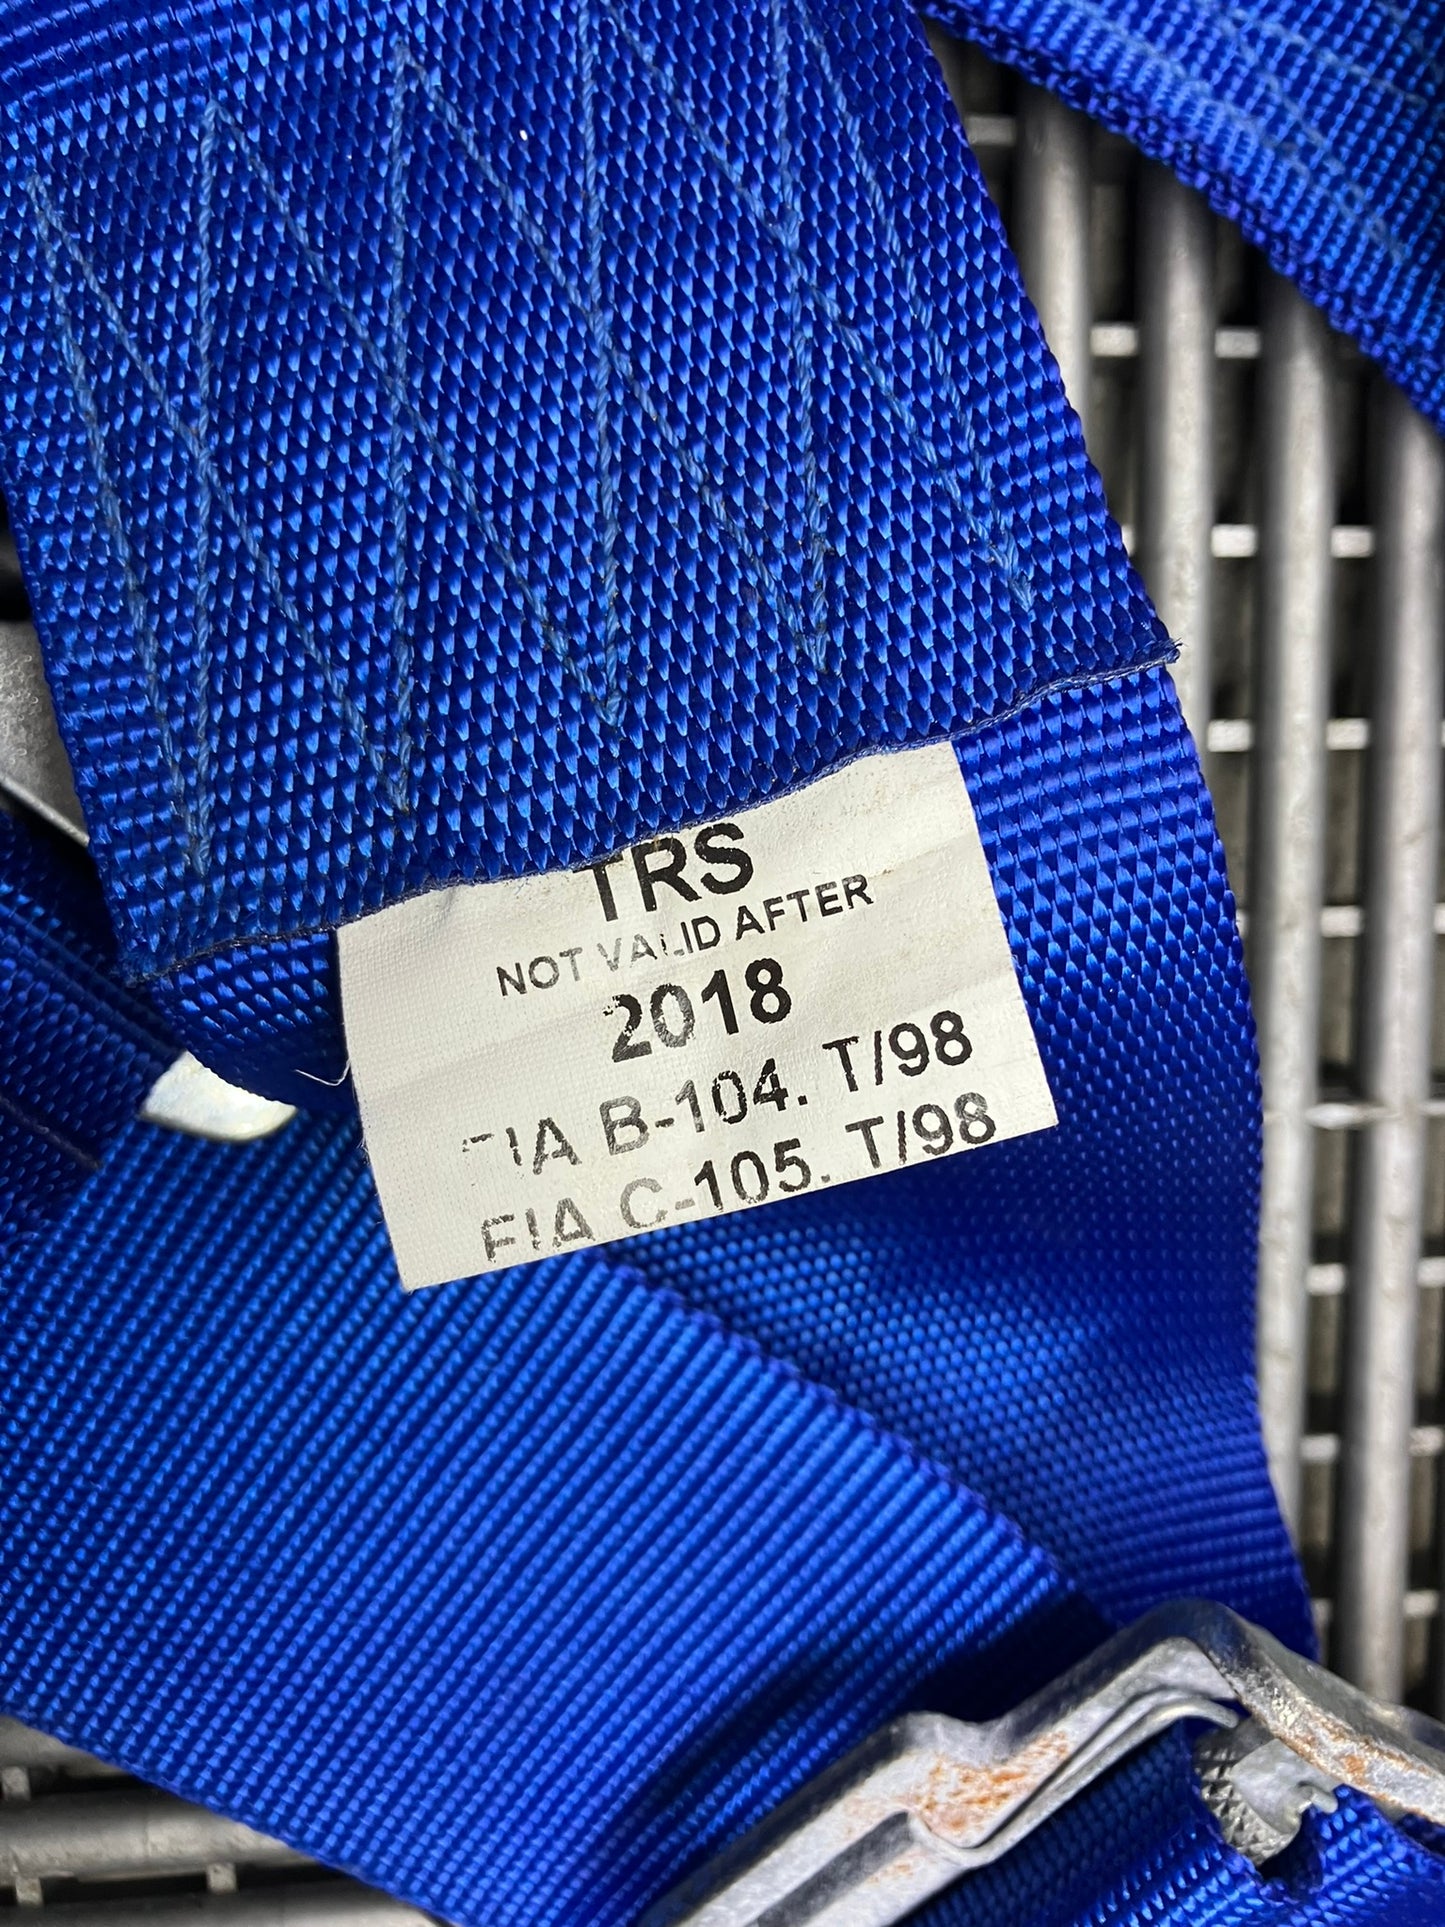 TRS
NOT VALID AFTER
2018
FIA B-104. T/98
FIA C-105. T/98